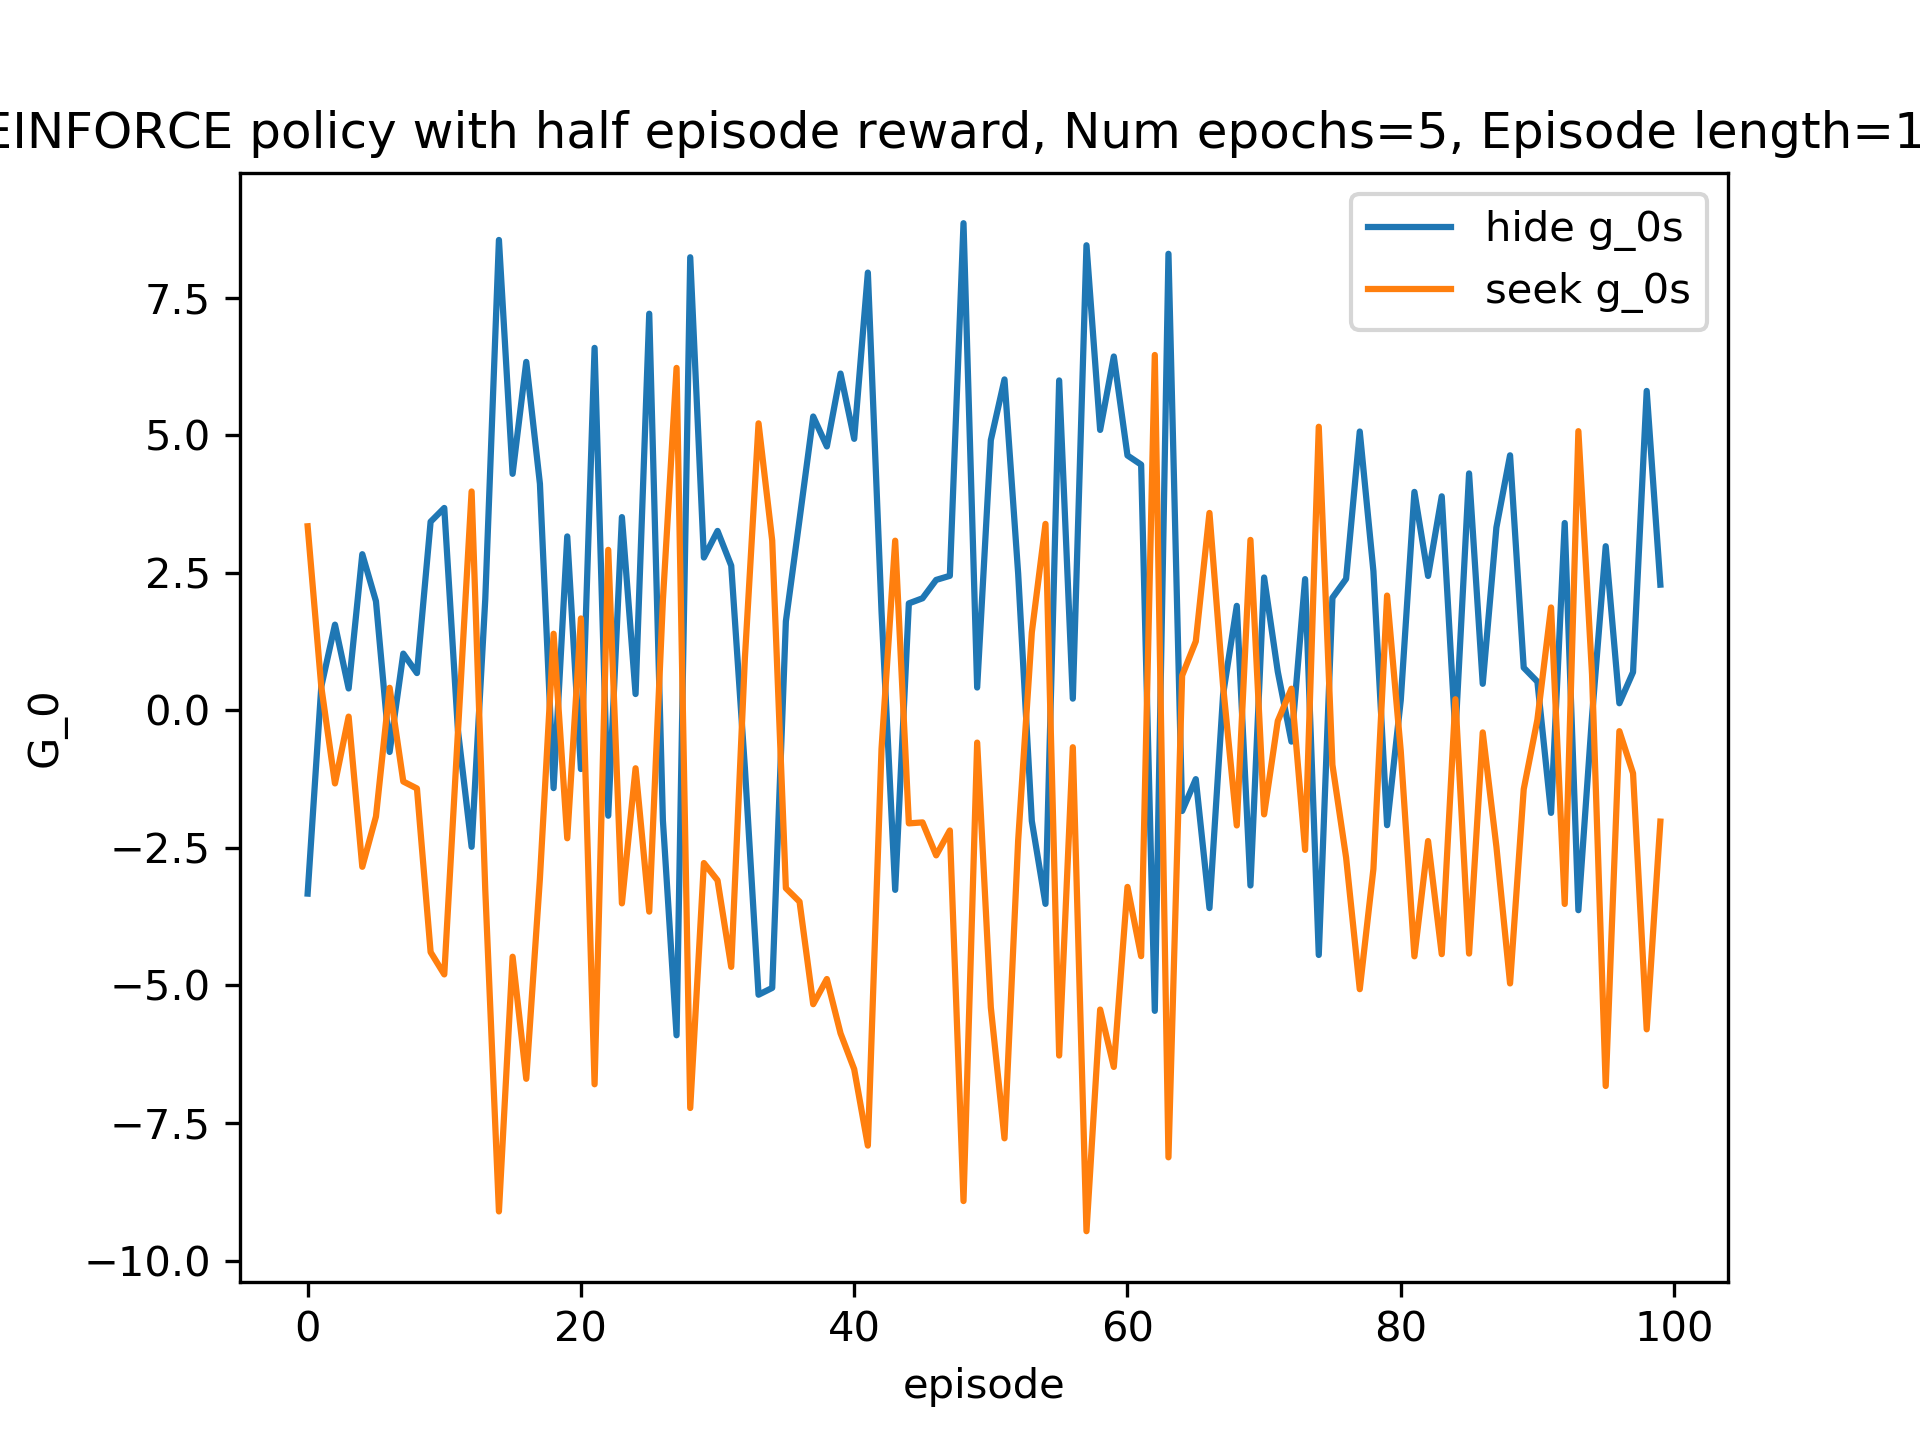 EINFORCE policy with half episode reward, Num epochs=5, Episode length=1
hide g_0s
seek g_0s
7.5
5.0
2.5
0.0
−2.5
−5.0
−7.5
−10.0
G_0
0 20 40 60 80 100
episode